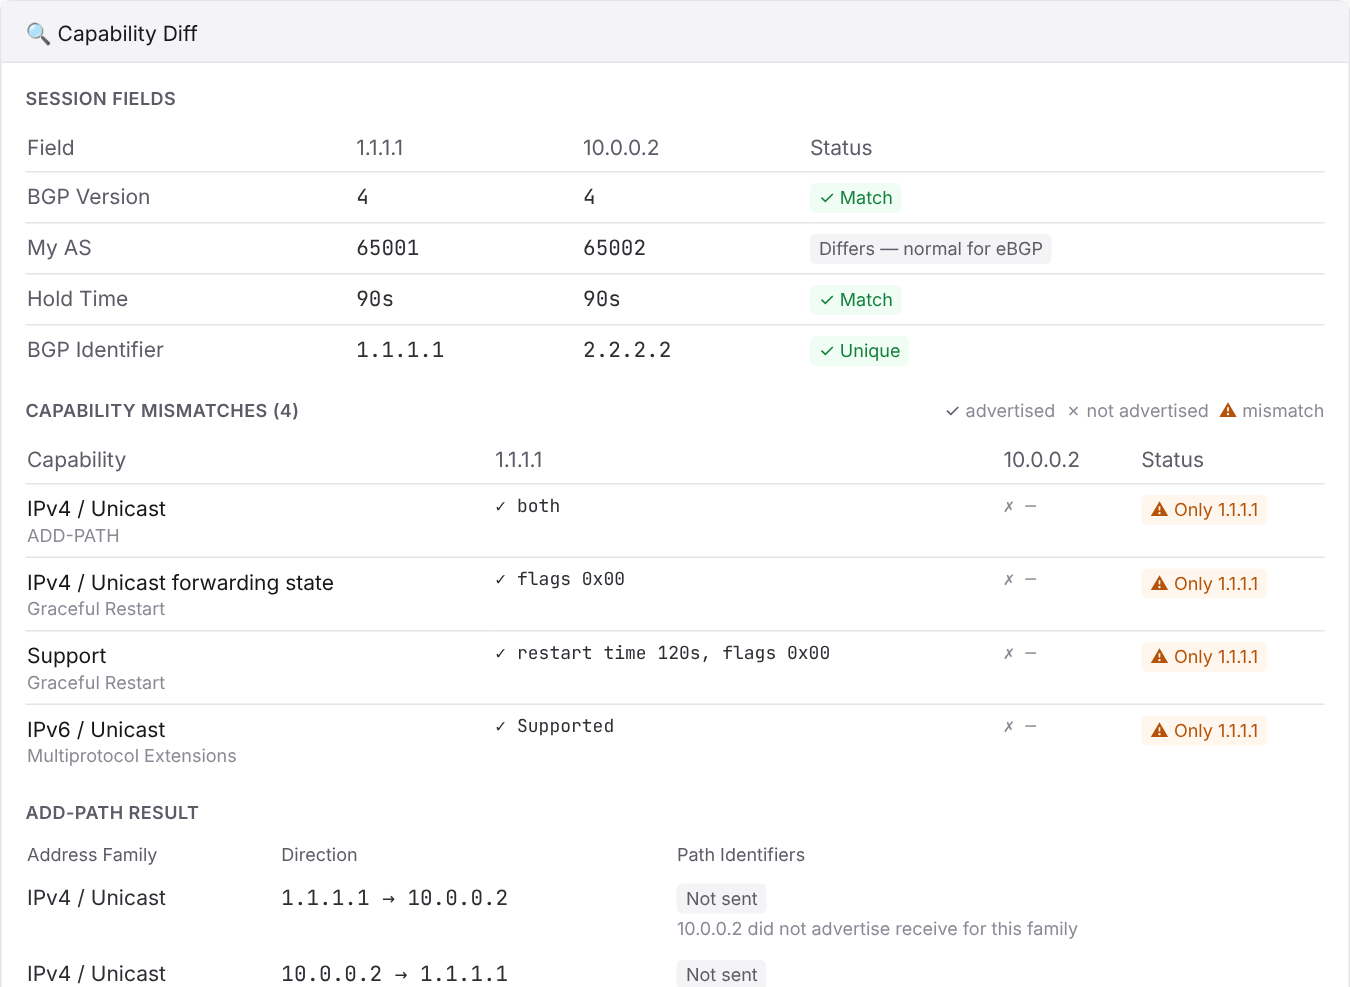 🔍 Capability Diff
SESSION FIELDS
Field 1.1.1.1 10.0.0.2 Status
BGP Version 4 4 ✓ Match
My AS 65001 65002 Differs — normal for eBGP
Hold Time 90s 90s ✓ Match
BGP Identifier 1.1.1.1 2.2.2.2 ✓ Unique
CAPABILITY MISMATCHES (4) ✓ advertised × not advertised ⚠ mismatch
Capability 1.1.1.1 10.0.0.2 Status
IPv4 / Unicast ✓ both ✗ — ⚠ Only 1.1.1.1
ADD-PATH
IPv4 / Unicast forwarding state ✓ flags 0x00 ✗ — ⚠ Only 1.1.1.1
Graceful Restart
Support ✓ restart time 120s, flags 0x00 ✗ — ⚠ Only 1.1.1.1
Graceful Restart
IPv6 / Unicast ✓ Supported ✗ — ⚠ Only 1.1.1.1
Multiprotocol Extensions
ADD-PATH RESULT
Address Family Direction Path Identifiers
IPv4 / Unicast 1.1.1.1 → 10.0.0.2 Not sent
10.0.0.2 did not advertise receive for this family
IPv4 / Unicast 10.0.0.2 → 1.1.1.1 Not sent